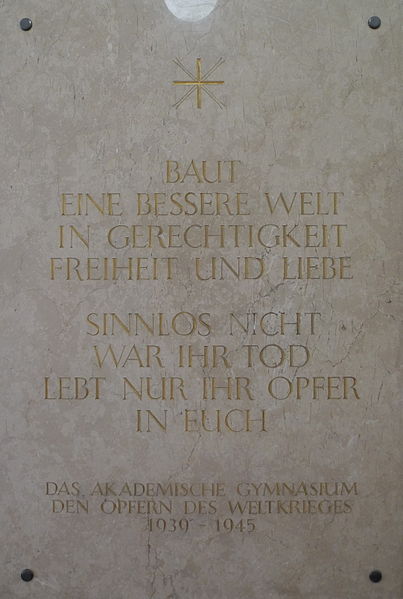 BAUT
EINE BESSERE WELT
IN GERECHTIGKEIT
FREIHEIT UND LIEBE
SINNLOS NICHT
WAR IHR TOD
LEBT NUR IHR OPFER
IN EUCH
DAS AKADEMISCHE GYMNASIUM
DEN OPFERN DES WELTKRIEGES
1939 - 1945